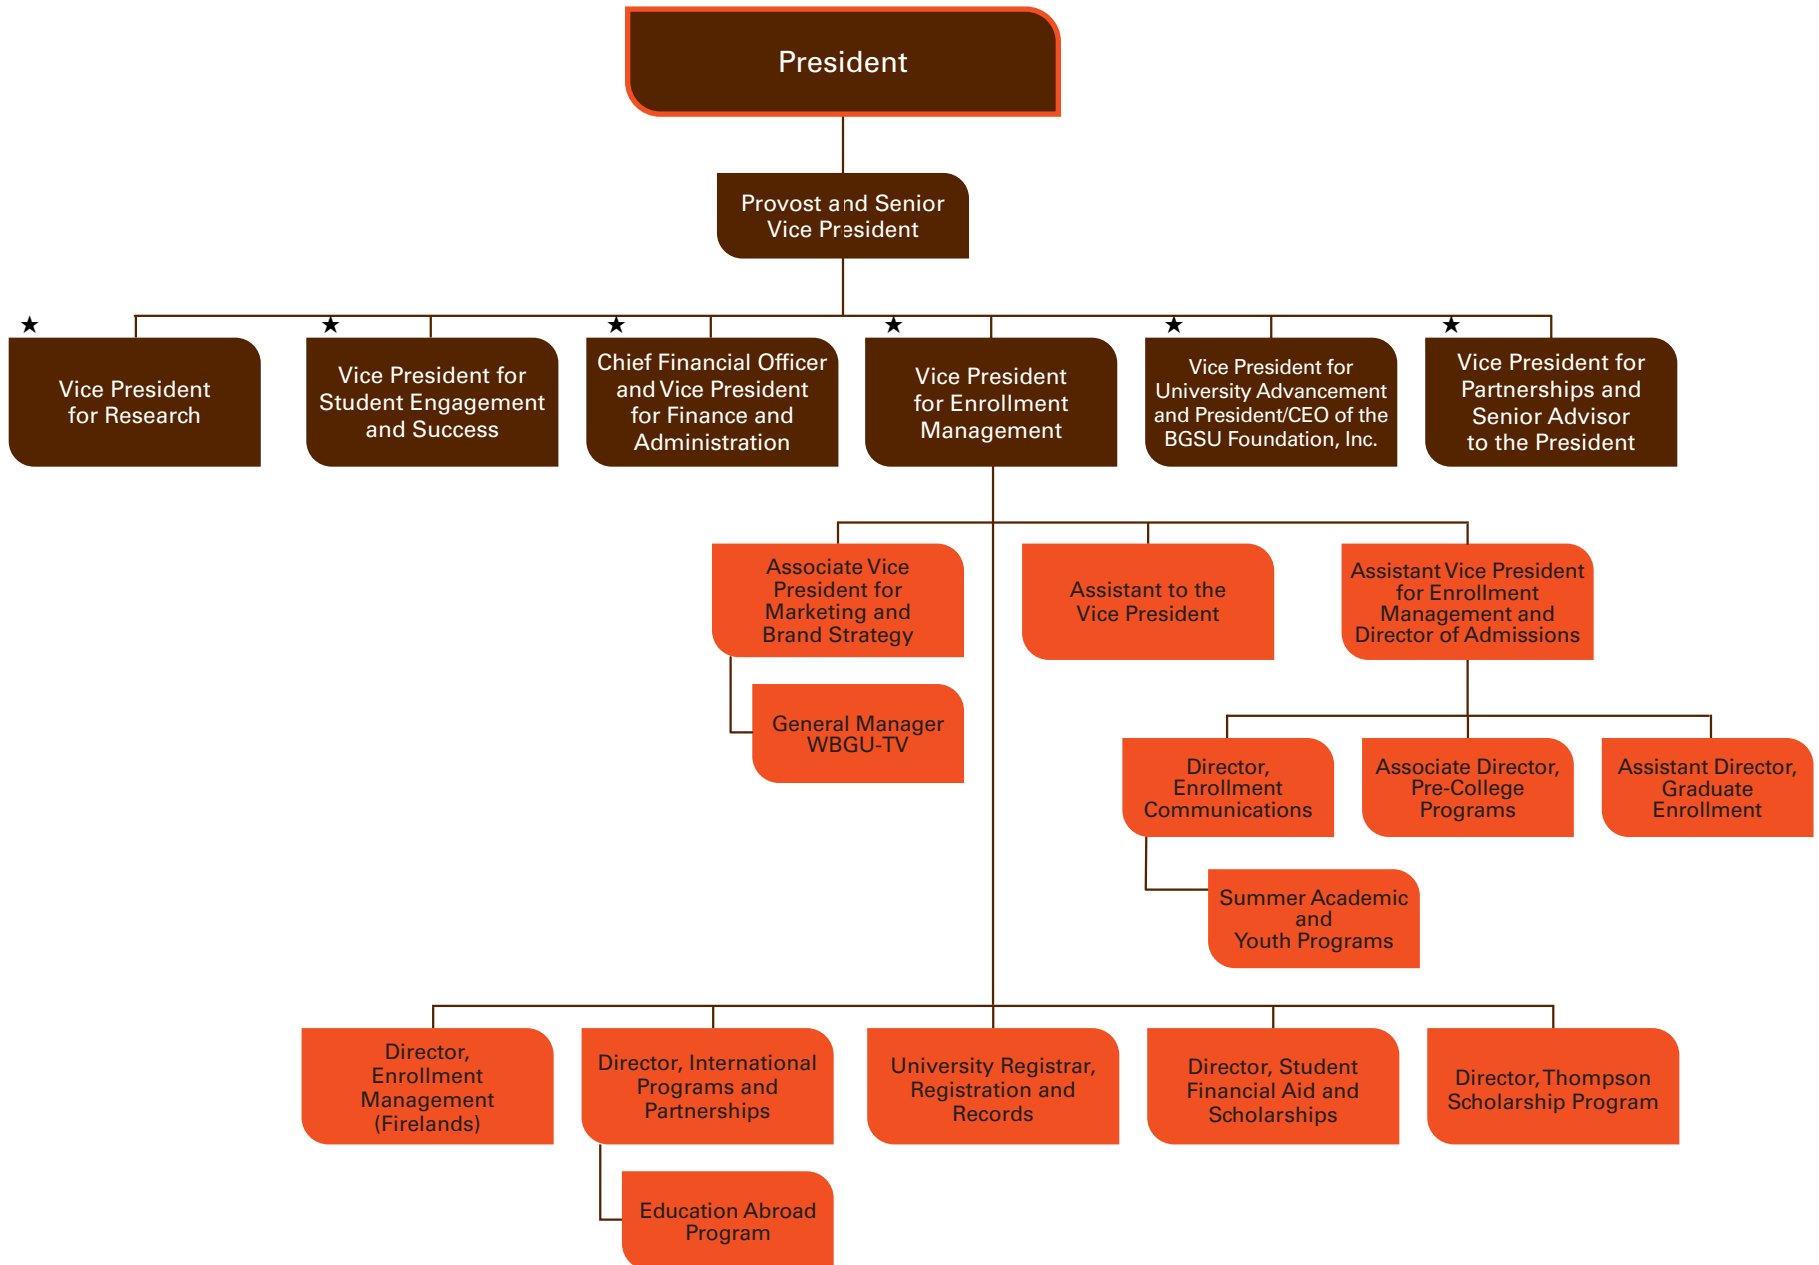 President
Provost and Senior
Vice President
★
★
★
★
★
★
Vice President
for Research
Vice President for
Student Engagement
and Success
Chief Financial Officer
and Vice President
for Finance and
Administration
Vice President
for Enrollment
Management
Vice President for
University Advancement
and President/CEO of the
BGSU Foundation, Inc.
Vice President for
Partnerships and
Senior Advisor
to the President
Associate Vice
President for
Marketing and
Brand Strategy
Assistant to the
Vice President
Assistant Vice President
for Enrollment
Management and
Director of Admissions
General Manager
WBGU-TV
Director,
Enrollment
Communications
Associate Director,
Pre-College
Programs
Assistant Director,
Graduate
Enrollment
Summer Academic
and
Youth Programs
Director,
Enrollment
Management
(Firelands)
Director, International
Programs and
Partnerships
University Registrar,
Registration and
Records
Director, Student
Financial Aid and
Scholarships
Director, Thompson
Scholarship Program
Education Abroad
Program